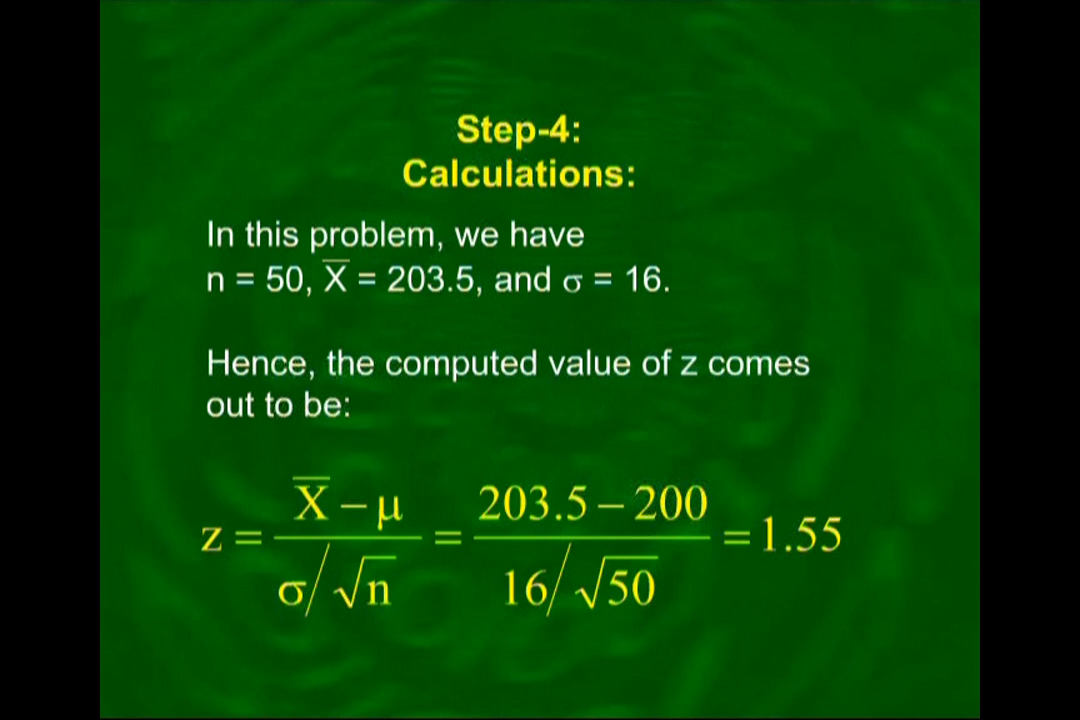 Step-4:
Calculations:
In this problem, we have
n = 50, X̅ = 203.5, and σ = 16.
Hence, the computed value of z comes
out to be:
z = (X̅ − μ) / (σ/√n) = (203.5 − 200) / (16/√50) = 1.55